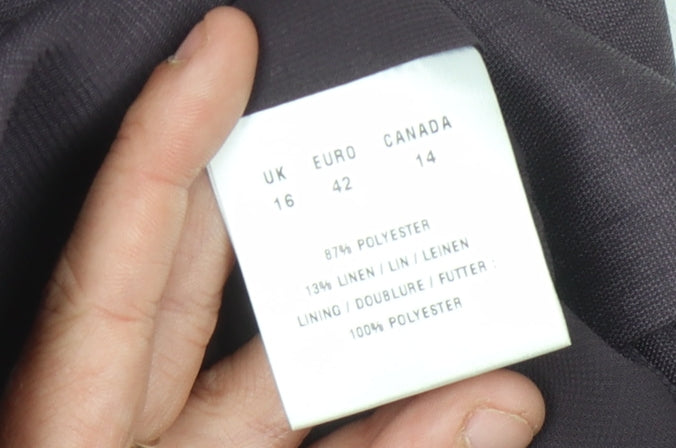 UK EURO CANADA
16 42 14
87% POLYESTER
13% LINEN / LIN / LEINEN
LINING / DOUBLURE / FUTTER :
100% POLYESTER